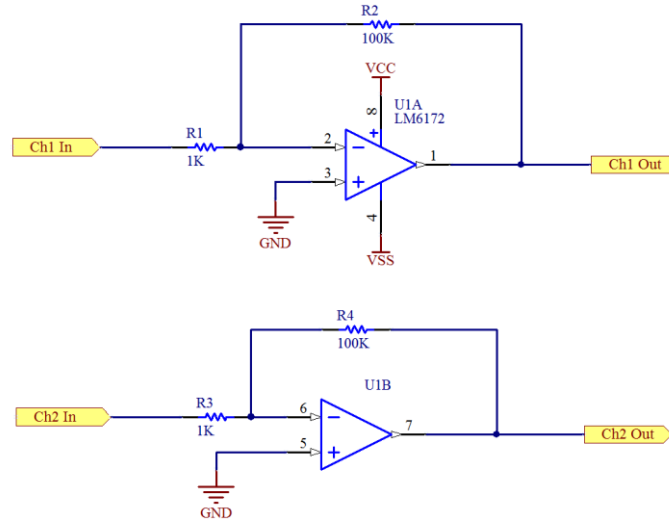 R2
100K
VCC
8
U1A
LM6172
Ch1 In
R1
1K
2
3
1
Ch1 Out
4
GND
VSS
R4
100K
U1B
Ch2 In
R3
1K
6
5
7
Ch2 Out
GND